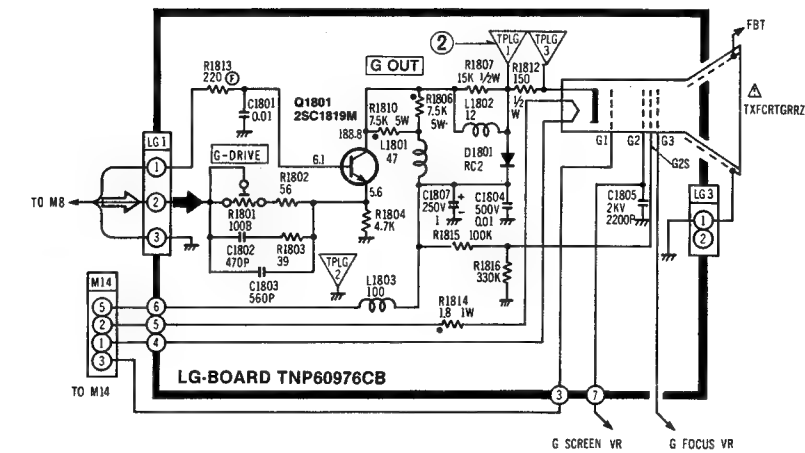 FBT
2
TPLG
1
TPLG
3
G OUT
R1813
220 F
R1807
15K ½W
R1812
150
½
W
TXFCRTGRRZ
C1801
0.01
Q1801
2SC1819M
R1806
7.5K
5W
L1802
12
R1810
7.5K 5W
188.8
L1801
47
D1801
RC2
G1
G2
G3
G2S
LG1
G-DRIVE
6.1
1
2
3
TO M8
R1802
56
5.6
R1801
100B
R1804
4.7K
C1807
250V
1
+
-
C1804
500V
0.01
C1805
2KV
2200P
LG3
1
2
C1802
470P
R1803
39
R1815 100K
TPLG
2
C1803
560P
R1816
330K
L1803
100
M14
5
2
1
3
6
5
4
R1814
1.8 1W
TO M14
LG-BOARD TNP60976CB
3
7
G SCREEN VR
G FOCUS VR